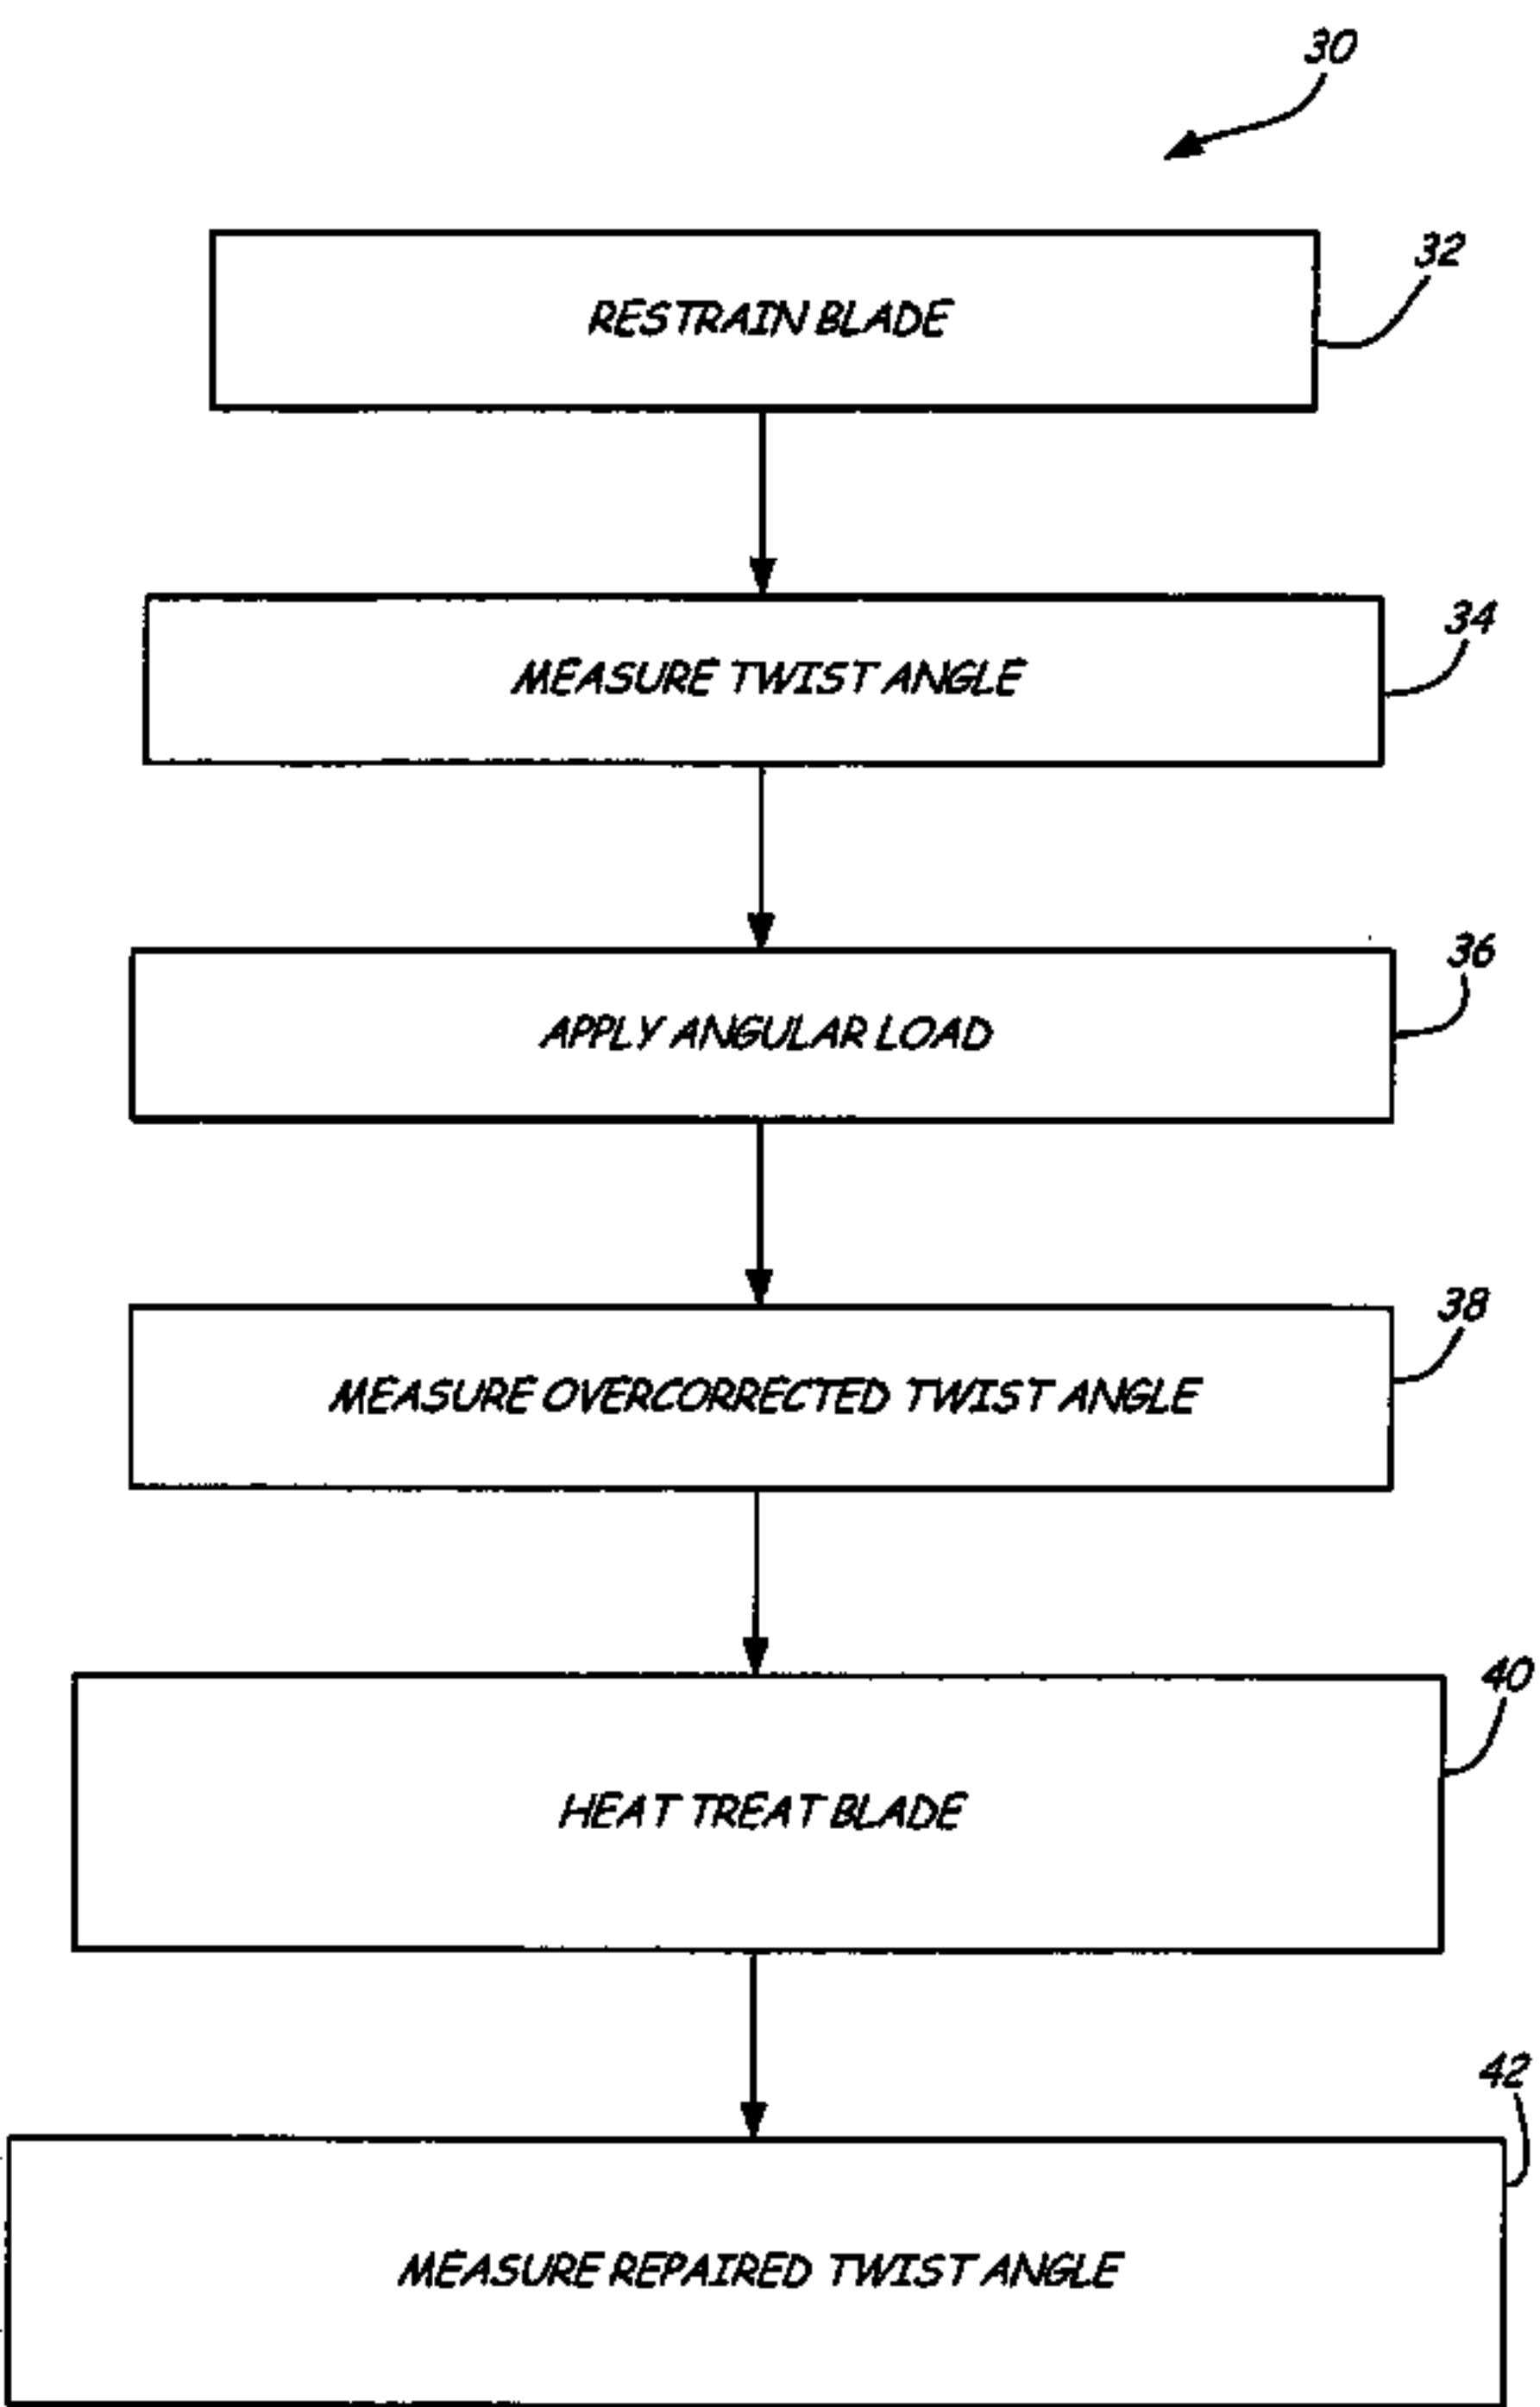 30
RESTRAIN BLADE
32
MEASURE TWIST ANGLE
34
APPLY ANGULAR LOAD
36
MEASURE OVERCORRECTED TWIST ANGLE
38
HEAT TREAT BLADE
40
MEASURE REPAIRED TWIST ANGLE
42